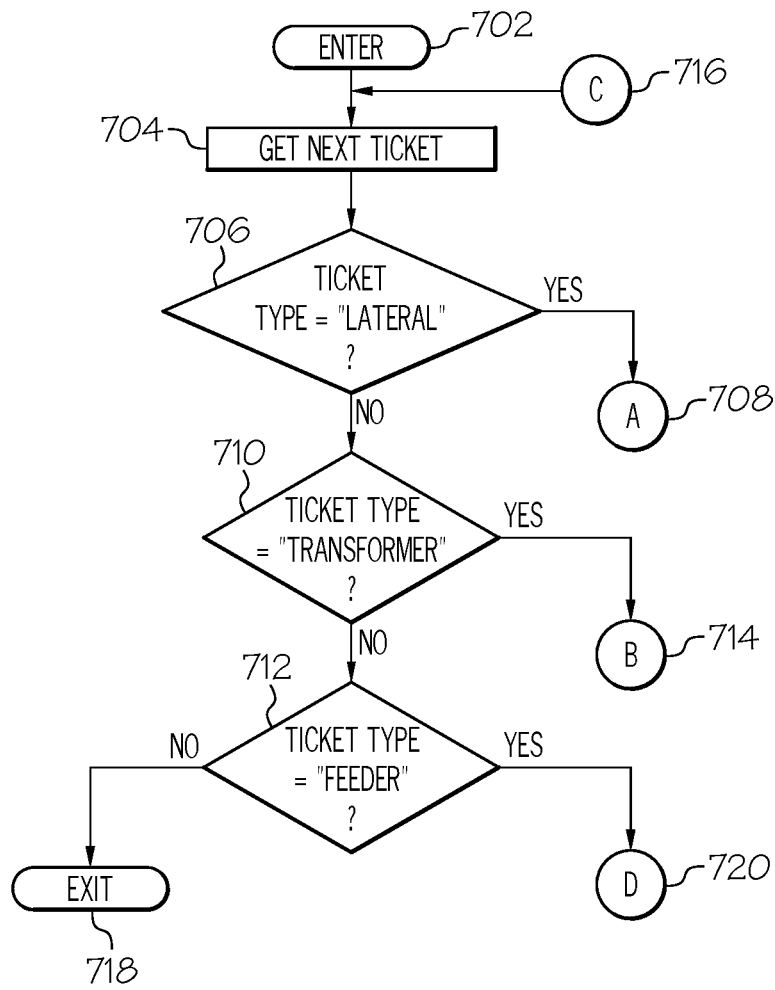 ENTER
702
C
716
704
GET NEXT TICKET
706
TICKET
TYPE = "LATERAL"
?
YES
A
708
NO
710
TICKET TYPE
= "TRANSFORMER"
?
YES
B
714
NO
712
TICKET TYPE
= "FEEDER"
?
NO
YES
EXIT
718
D
720